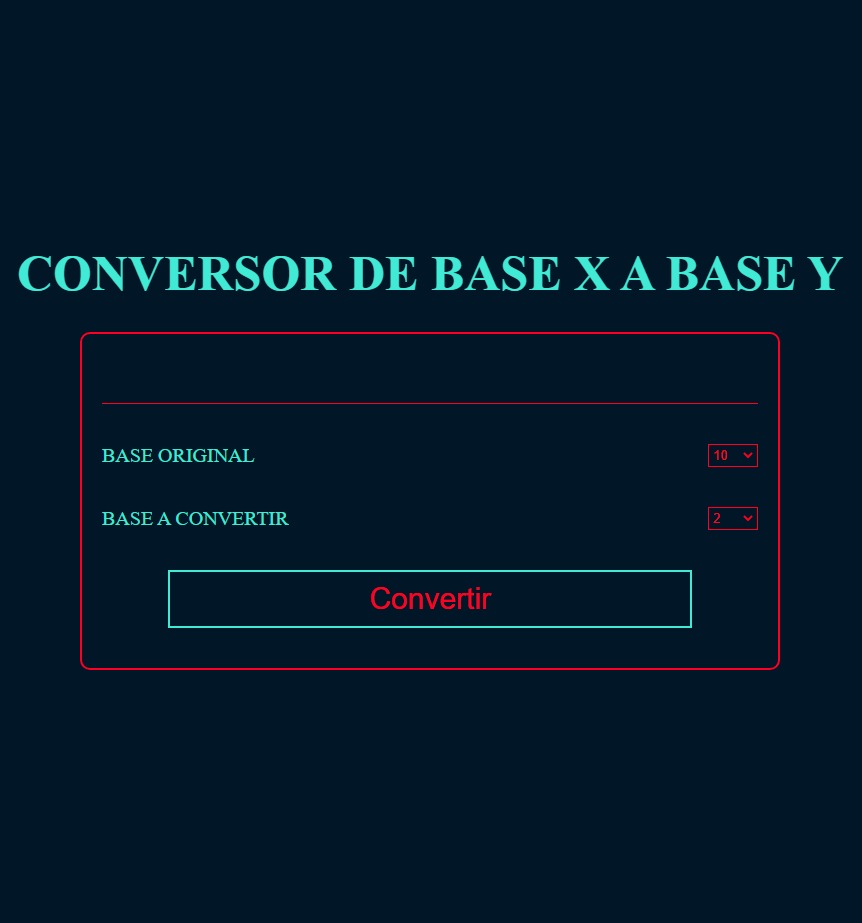 CONVERSOR DE BASE X A BASE Y
BASE ORIGINAL 10
BASE A CONVERTIR 2
Convertir